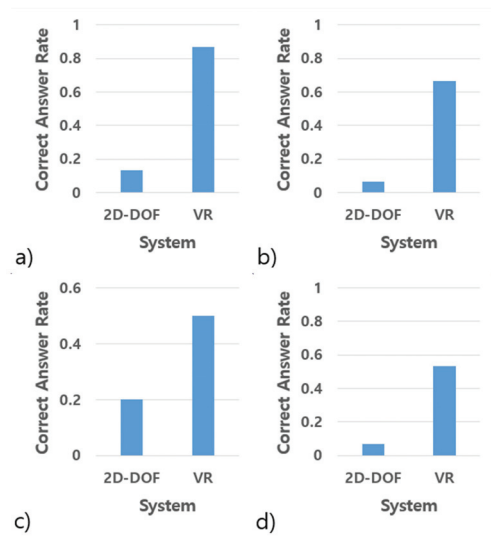 1
0.8
0.6
0.4
0.2
0
Correct Answer Rate
2D-DOF VR
System
a)
1
0.8
0.6
0.4
0.2
0
Correct Answer Rate
2D-DOF VR
System
b)
0.6
0.4
0.2
0
Correct Answer Rate
2D-DOF VR
System
c)
1
0.8
0.6
0.4
0.2
0
Correct Answer Rate
2D-DOF VR
System
d)